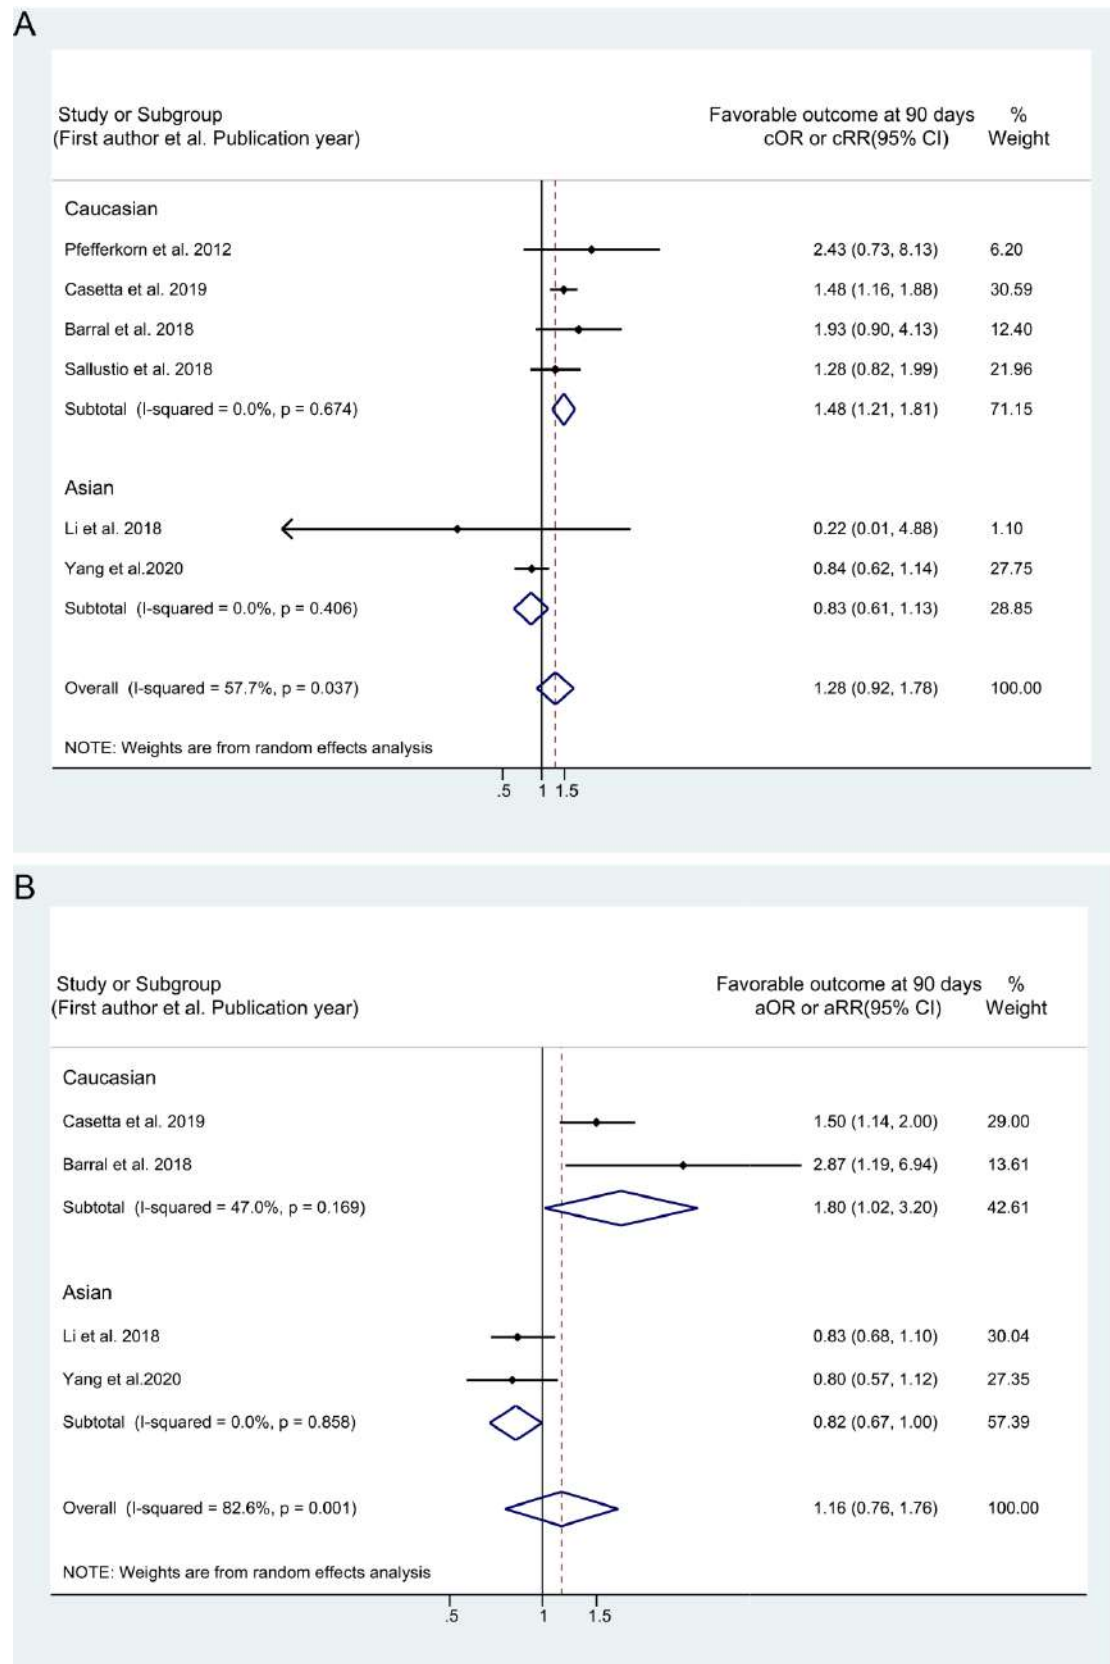 A
Study or Subgroup Favorable outcome at 90 days %
(First author et al. Publication year) cOR or cRR(95% CI) Weight
Caucasian
Pfefferkorn et al. 2012 2.43 (0.73, 8.13) 6.20
Casetta et al. 2019 1.48 (1.16, 1.88) 30.59
Barral et al. 2018 1.93 (0.90, 4.13) 12.40
Sallustio et al. 2018 1.28 (0.82, 1.99) 21.96
Subtotal (I-squared = 0.0%, p = 0.674) 1.48 (1.21, 1.81) 71.15
Asian
Li et al. 2018 0.22 (0.01, 4.88) 1.10
Yang et al.2020 0.84 (0.62, 1.14) 27.75
Subtotal (I-squared = 0.0%, p = 0.406) 0.83 (0.61, 1.13) 28.85
Overall (I-squared = 57.7%, p = 0.037) 1.28 (0.92, 1.78) 100.00
NOTE: Weights are from random effects analysis
.5 1 1.5
B
Study or Subgroup Favorable outcome at 90 days %
(First author et al. Publication year) aOR or aRR(95% CI) Weight
Caucasian
Casetta et al. 2019 1.50 (1.14, 2.00) 29.00
Barral et al. 2018 2.87 (1.19, 6.94) 13.61
Subtotal (I-squared = 47.0%, p = 0.169) 1.80 (1.02, 3.20) 42.61
Asian
Li et al. 2018 0.83 (0.68, 1.10) 30.04
Yang et al.2020 0.80 (0.57, 1.12) 27.35
Subtotal (I-squared = 0.0%, p = 0.858) 0.82 (0.67, 1.00) 57.39
Overall (I-squared = 82.6%, p = 0.001) 1.16 (0.76, 1.76) 100.00
NOTE: Weights are from random effects analysis
.5 1 1.5